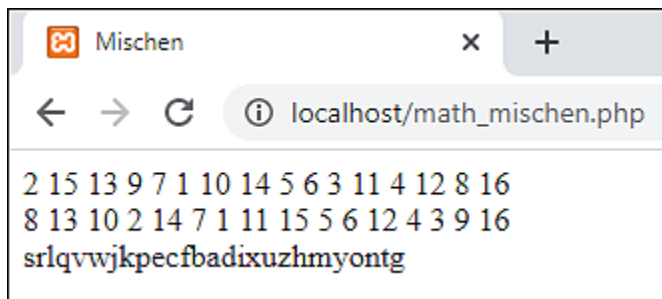 Mischen
localhost/math_mischen.php
2 15 13 9 7 1 10 14 5 6 3 11 4 12 8 16
8 13 10 2 14 7 1 11 15 5 6 12 4 3 9 16
srlqvwjkpecfbadixuzhmyontg